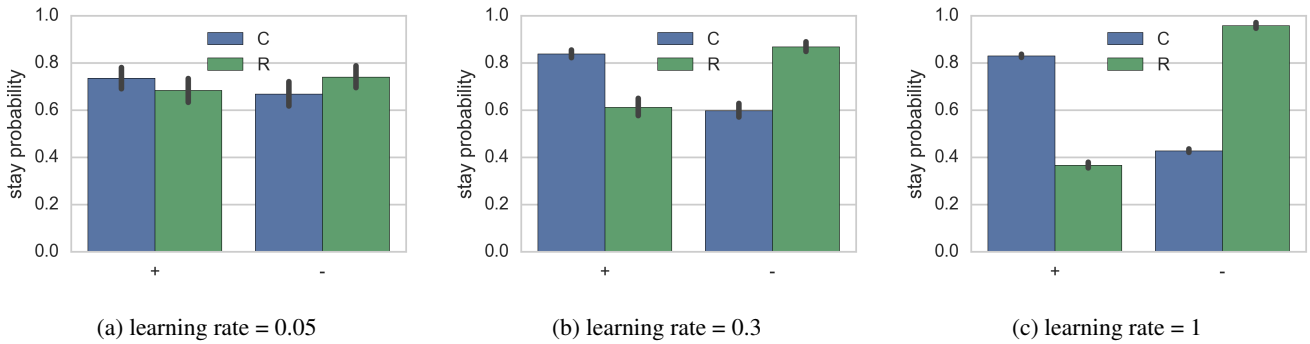 1.0
0.8
0.6
0.4
0.2
0.0
stay probability
C
R
+
-
(a) learning rate = 0.05
1.0
0.8
0.6
0.4
0.2
0.0
stay probability
C
R
+
-
(b) learning rate = 0.3
1.0
0.8
0.6
0.4
0.2
0.0
stay probability
C
R
+
-
(c) learning rate = 1